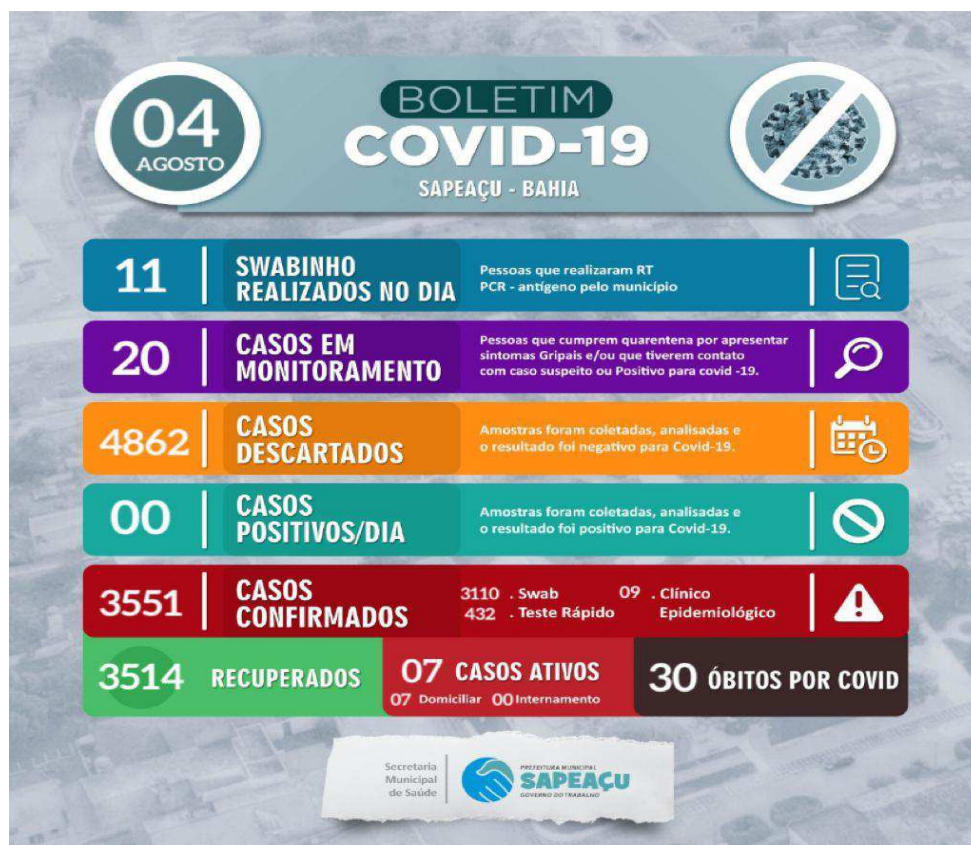 04
AGOSTO
BOLETIM
COVID-19
SAPEAÇU - BAHIA
11
SWABINHO
REALIZADOS NO DIA
Pessoas que realizaram RT
PCR - antígeno pelo município
20
CASOS EM
MONITORAMENTO
Pessoas que cumprem quarentena por apresentar
sintomas Gripais e/ou que tiverem contato
com caso suspeito ou Positivo para covid -19.
4862
CASOS
DESCARTADOS
Amostras foram coletadas, analisadas e
o resultado foi negativo para Covid-19.
00
CASOS
POSITIVOS/DIA
Amostras foram coletadas, analisadas e
o resultado foi positivo para Covid-19.
3551
CASOS
CONFIRMADOS
3110 . Swab
432 . Teste Rápido
09 . Clínico
Epidemiológico
3514 RECUPERADOS
07 CASOS ATIVOS
07 Domiciliar 00 Internamento
30 ÓBITOS POR COVID
Secretaria
Municipal
de Saúde
PREFEITURA MUNICIPAL
SAPEAÇU
GOVERNO DO TRABALHO